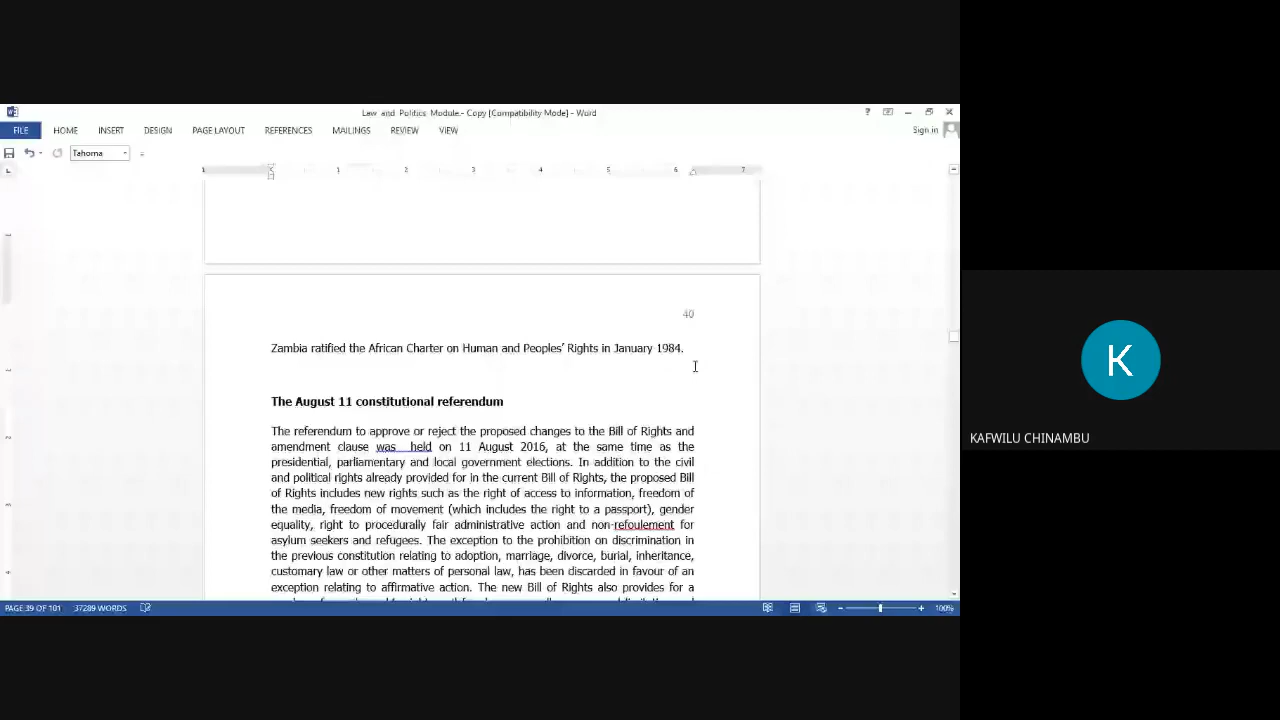 Law and Politics Module.- Copy [Compatibility Mode] - Word
FILE HOME INSERT DESIGN PAGE LAYOUT REFERENCES MAILINGS REVIEW VIEW Sign in
Tahoma
1 1 2 3 4 5 6 7
40
Zambia ratified the African Charter on Human and Peoples’ Rights in January 1984.
The August 11 constitutional referendum
The referendum to approve or reject the proposed changes to the Bill of Rights and
amendment clause was held on 11 August 2016, at the same time as the
presidential, parliamentary and local government elections. In addition to the civil
and political rights already provided for in the current Bill of Rights, the proposed Bill
of Rights includes new rights such as the right of access to information, freedom of
the media, freedom of movement (which includes the right to a passport), gender
equality, right to procedurally fair administrative action and non-refoulement for
asylum seekers and refugees. The exception to the prohibition on discrimination in
the previous constitution relating to adoption, marriage, divorce, burial, inheritance,
customary law or other matters of personal law, has been discarded in favour of an
exception relating to affirmative action. The new Bill of Rights also provides for a
PAGE 39 OF 101 37289 WORDS 100%
K
KAFWILU CHINAMBU